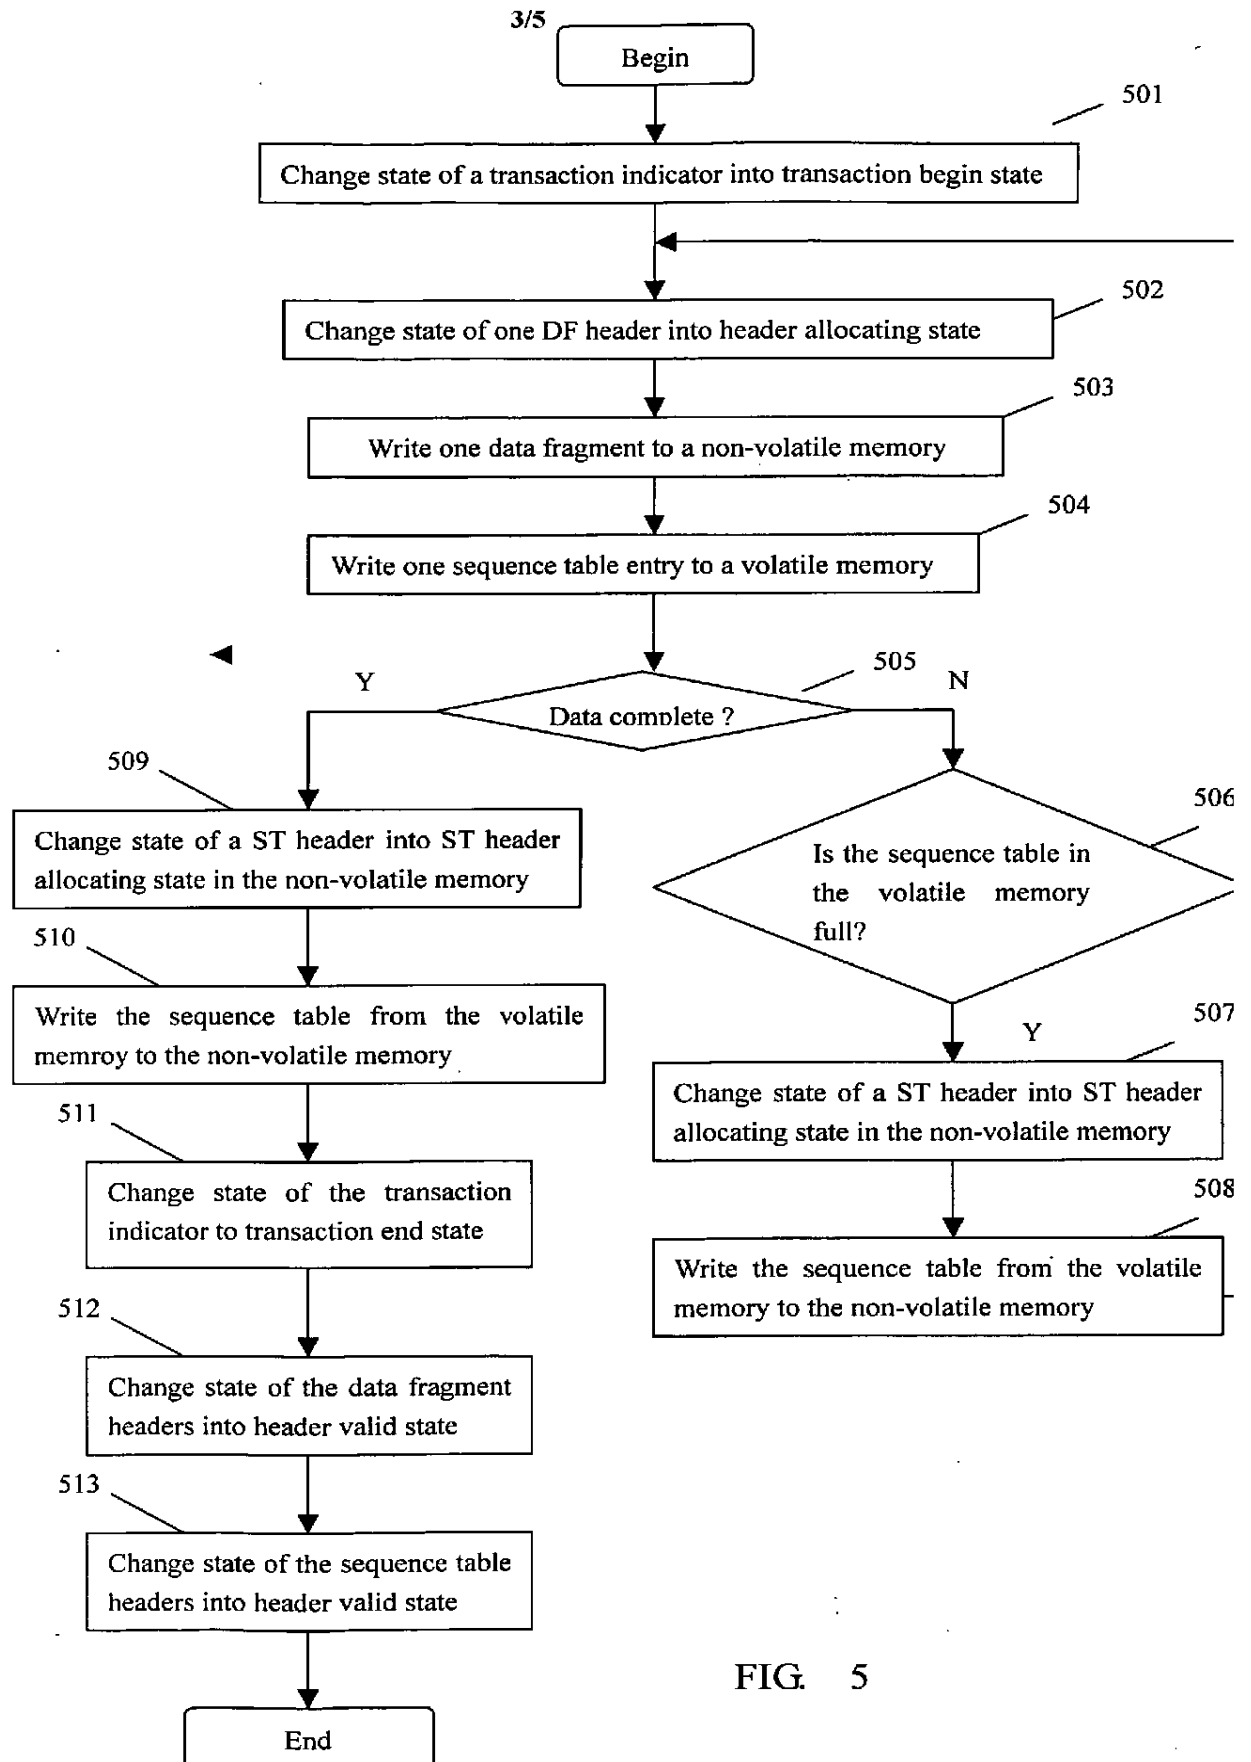 3/5
Begin
501
Change state of a transaction indicator into transaction begin state
502
Change state of one DF header into header allocating state
503
Write one data fragment to a non-volatile memory
504
Write one sequence table entry to a volatile memory
505
Y
N
Data complete ?
509
506
Change state of a ST header into ST header
allocating state in the non-volatile memory
Is the sequence table in
the volatile memory
full?
510
Write the sequence table from the volatile
memroy to the non-volatile memory
507
Y
Change state of a ST header into ST header
allocating state in the non-volatile memory
511
Change state of the transaction
indicator to transaction end state
508
Write the sequence table from the volatile
memory to the non-volatile memory
512
Change state of the data fragment
headers into header valid state
513
Change state of the sequence table
headers into header valid state
FIG. 5
End